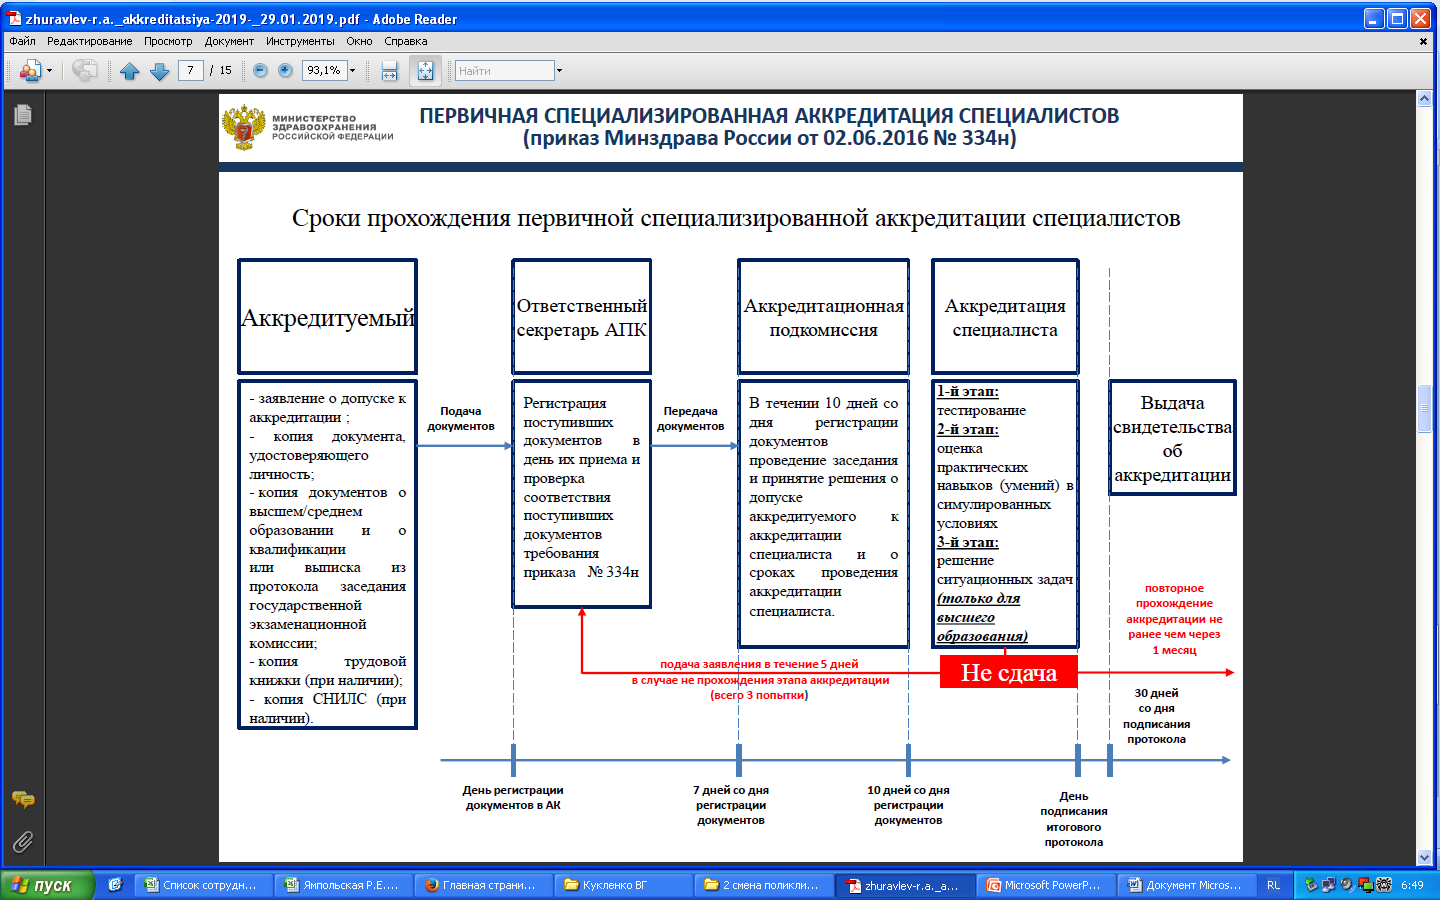 zhuravlev-r.a._akkreditatsiya-2019-_29.01.2019.pdf - Adobe Reader
Файл Редактирование Просмотр Документ Инструменты Окно Справка
7 / 15 93,1% Найти
МИНИСТЕРСТВО
ЗДРАВООХРАНЕНИЯ
РОССИЙСКОЙ ФЕДЕРАЦИИ
ПЕРВИЧНАЯ СПЕЦИАЛИЗИРОВАННАЯ АККРЕДИТАЦИЯ СПЕЦИАЛИСТОВ
(приказ Минздрава России от 02.06.2016 № 334н)
Сроки прохождения первичной специализированной аккредитации специалистов
Аккредитуемый
- заявление о допуске к
аккредитации ;
- копия документа,
удостоверяющего
личность;
- копия документов о
высшем/среднем
образовании и о
квалификации
или выписка из
протокола заседания
государственной
экзаменационной
комиссии;
- копия трудовой
книжки (при наличии);
- копия СНИЛС (при
наличии).
Подача
документов
Ответственный
секретарь АПК
Регистрация
поступивших
документов в
день их приема и
проверка
соответствия
поступивших
документов
требования
приказа № 334н
Передача
документов
Аккредитационная
подкомиссия
В течении 10 дней со
дня регистрации
документов
проведение заседания
и принятие решения о
допуске
аккредитуемого к
аккредитации
специалиста и о
сроках проведения
аккредитации
специалиста.
Аккредитация
специалиста
1-й этап:
тестирование
2-й этап:
оценка
практических
навыков (умений) в
симулированных
условиях
3-й этап:
решение
ситуационных задач
(только для
высшего
образования)
Выдача
свидетельства
об
аккредитации
повторное
прохождение
аккредитации не
ранее чем через
1 месяц
Не сдача
подача заявления в течение 5 дней
в случае не прохождения этапа аккредитации
(всего 3 попытки)
30 дней
со дня
подписания
протокола
День регистрации
документов в АК
7 дней со дня
регистрации
документов
10 дней со дня
регистрации
документов
День
подписания
итогового
протокола
пуск Список сотрудн... Ямпольская Р.Е.... Главная страни... Кукленко ВГ 2 смена поликли... zhuravlev-r.a._a... Microsoft PowerP... Документ Micros... RL 6:49